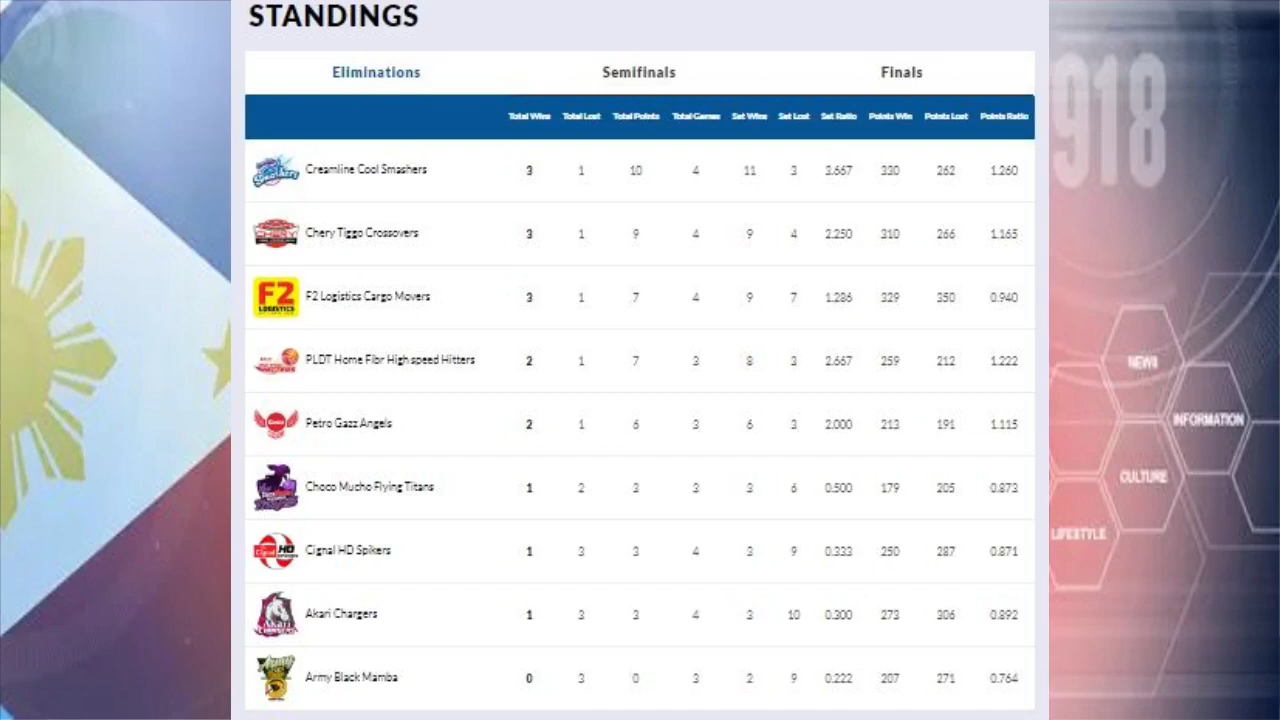 STANDINGS
918
Eliminations Semifinals Finals
Total Wins Total Lost Total Points Total Games Set Wins Set Lost Set Ratio Points Win Points Lost Points Ratio
Creamline Cool Smashers 3 1 10 4 11 3 3.667 330 262 1.260
Chery Tiggo Crossovers 3 1 9 4 9 4 2.250 310 266 1.165
F2 LOGISTICS F2 Logistics Cargo Movers 3 1 7 4 9 7 1.286 329 350 0.940
PLDT Home Fibr High speed Hitters 2 1 7 3 8 3 2.667 259 212 1.222
NEWS
Petro Gazz Angels 2 1 6 3 6 3 2.000 213 191 1.115
INFORMATION
Choco Mucho Flying Titans 1 2 3 3 3 6 0.500 179 205 0.873
CULTURE
Cignal HD Cignal HD Spikers 1 3 3 4 3 9 0.333 250 287 0.871
LIFESTYLE
Akari CHARGERS Akari Chargers 1 3 3 4 3 10 0.300 273 306 0.892
Army Black Mamba 0 3 0 3 2 9 0.222 207 271 0.764